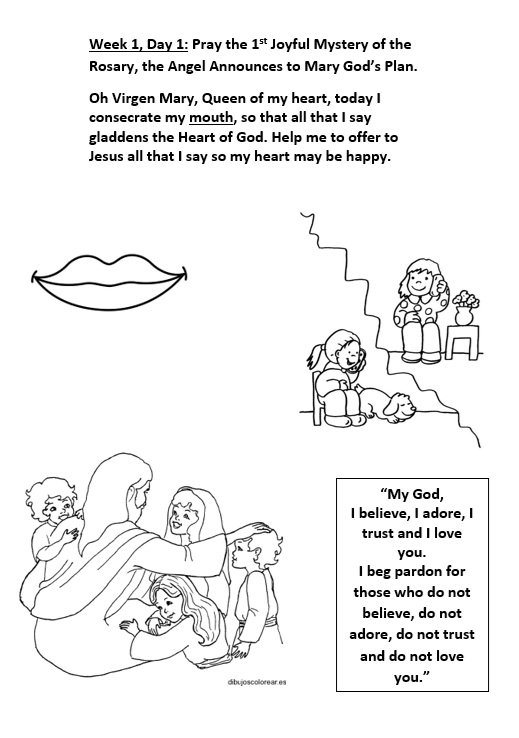 Week 1, Day 1: Pray the 1st Joyful Mystery of the
Rosary, the Angel Announces to Mary God's Plan.
Oh Virgen Mary, Queen of my heart, today I
consecrate my mouth, so that all that I say
gladdens the Heart of God. Help me to offer to
Jesus all that I say so my heart may be happy.
"My God,
I believe, I adore, I
trust and I love
you.
I beg pardon for
those who do not
believe, do not
adore, do not trust
and do not love
you."
dibujoscolorear.es